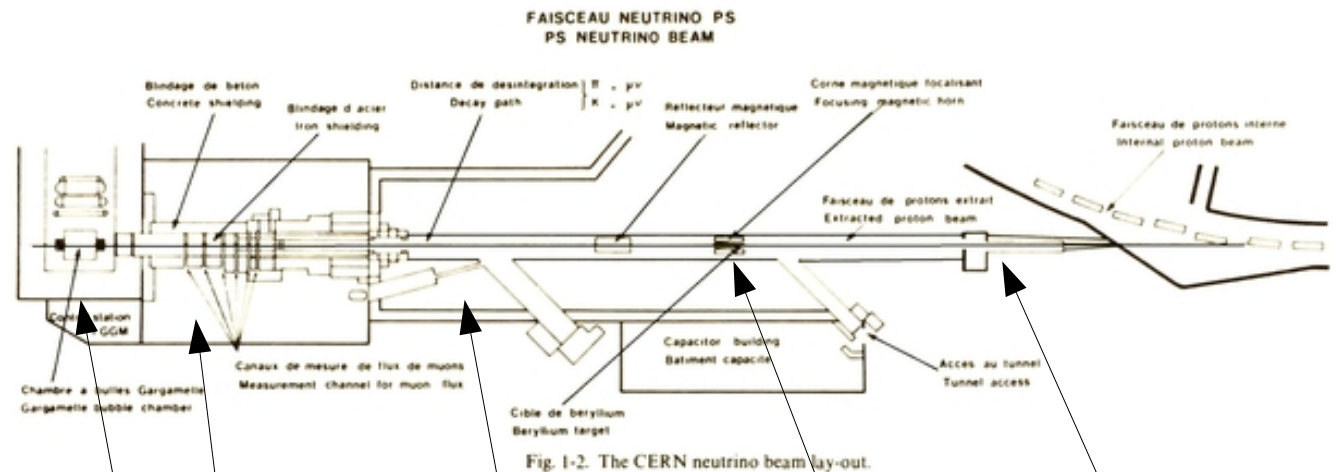 FAISCEAU NEUTRINO PS
PS NEUTRINO BEAM
Blindage de beton
Concrete shielding
Blindage d acier
Iron shielding
Distance de desintegration
Decay path
π → μν
K → μν
Reflecteur magnetique
Magnetic reflector
Corne magnetique focalisant
Focusing magnetic horn
Faisceau de protons interne
Internal proton beam
Faisceau de protons extrait
Extracted proton beam
GGM
Canaux de mesure de flux de muons
Measurement channel for muon flux
Chambre a bulles Gargamelle
Gargamelle bubble chamber
Capacitor building
Batiment capacite
Acces au tunnel
Tunnel access
Cible de beryllium
Beryllium target
Fig. 1-2. The CERN neutrino beam lay-out.